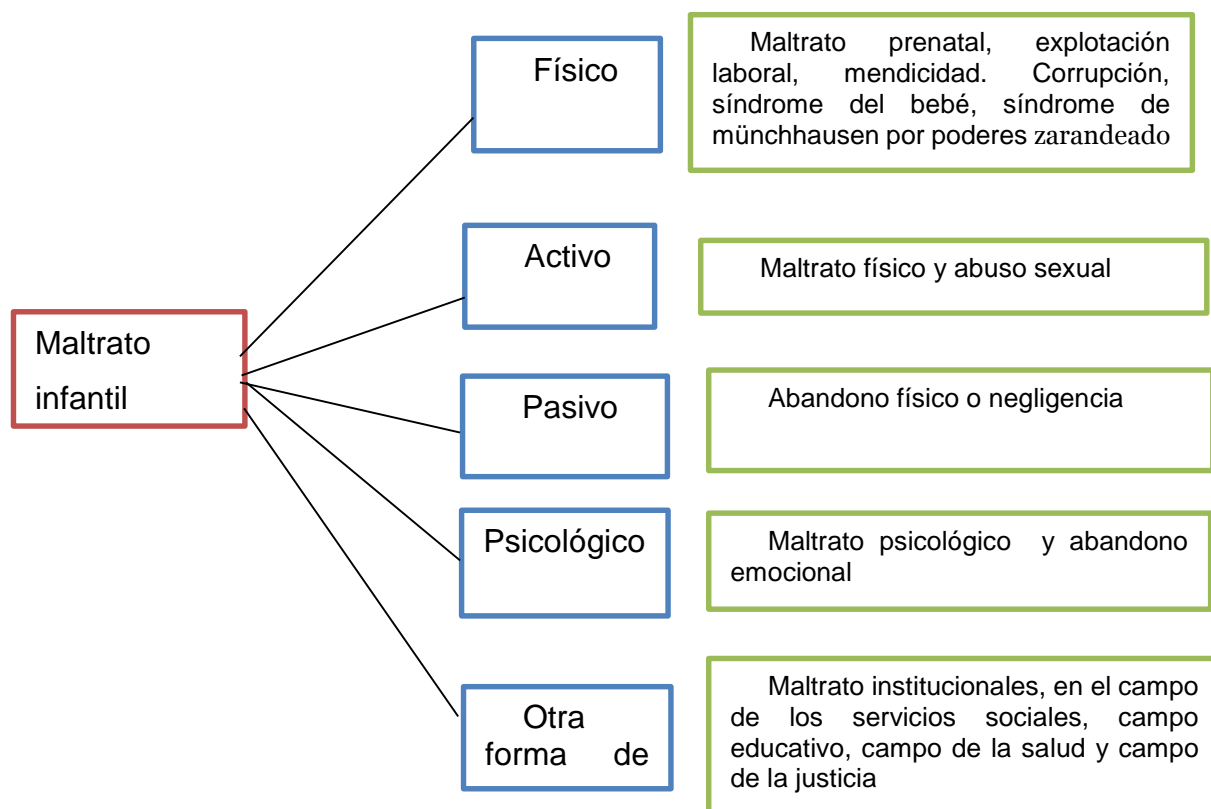 Maltrato
infantil
Físico
Maltrato prenatal, explotación
laboral, mendicidad. Corrupción,
síndrome del bebé, síndrome de
münchhausen por poderes zarandeado
Activo
Maltrato físico y abuso sexual
Pasivo
Abandono físico o negligencia
Psicológico
Maltrato psicológico y abandono
emocional
Otra
forma de
Maltrato institucionales, en el campo
de los servicios sociales, campo
educativo, campo de la salud y campo
de la justicia